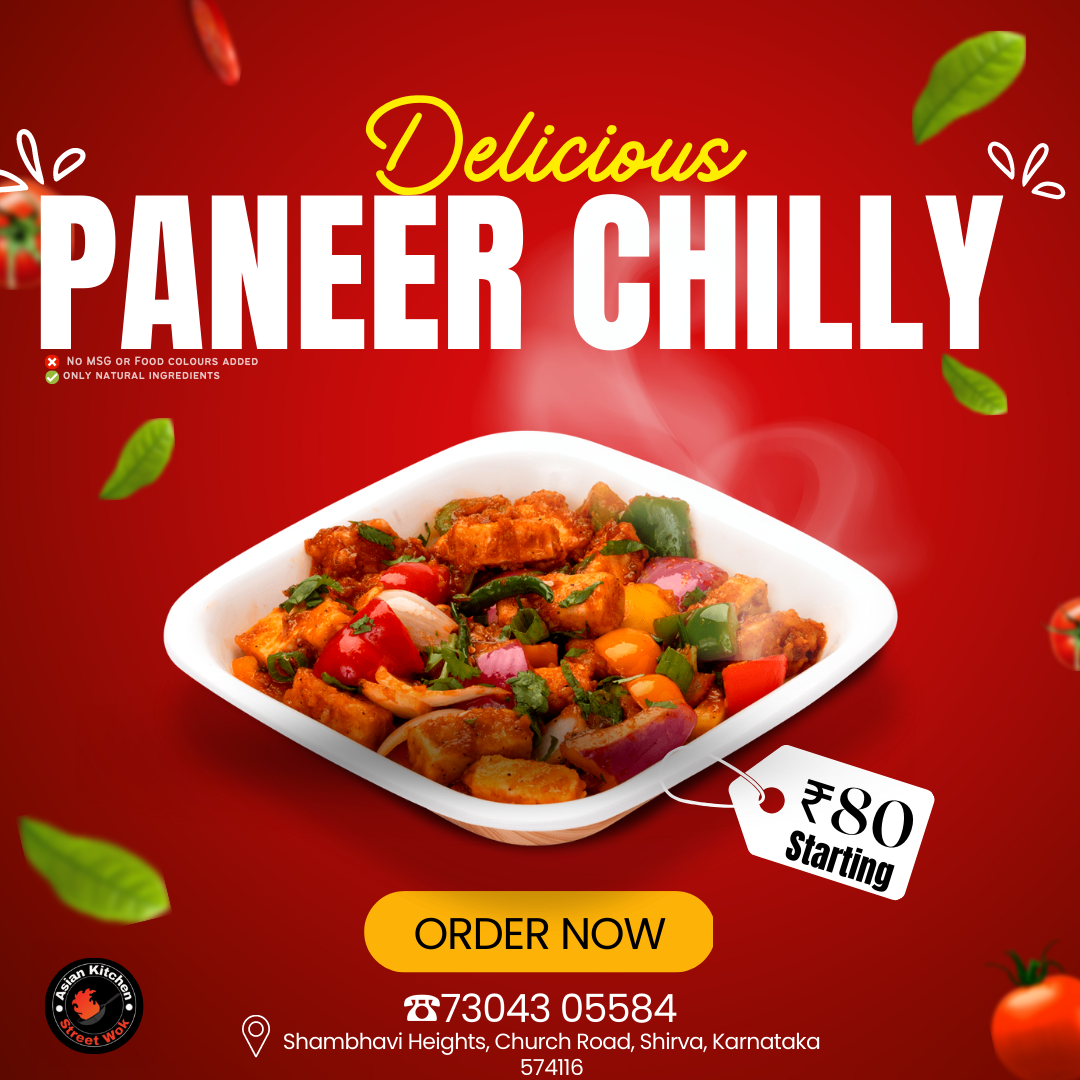 Delicious
PANEER CHILLY
❌ No MSG or Food colours added
✅ only natural ingredients
₹80
Starting
ORDER NOW
☎73043 05584
Shambhavi Heights, Church Road, Shirva, Karnataka
574116
Asian Kitchen
Street Wok